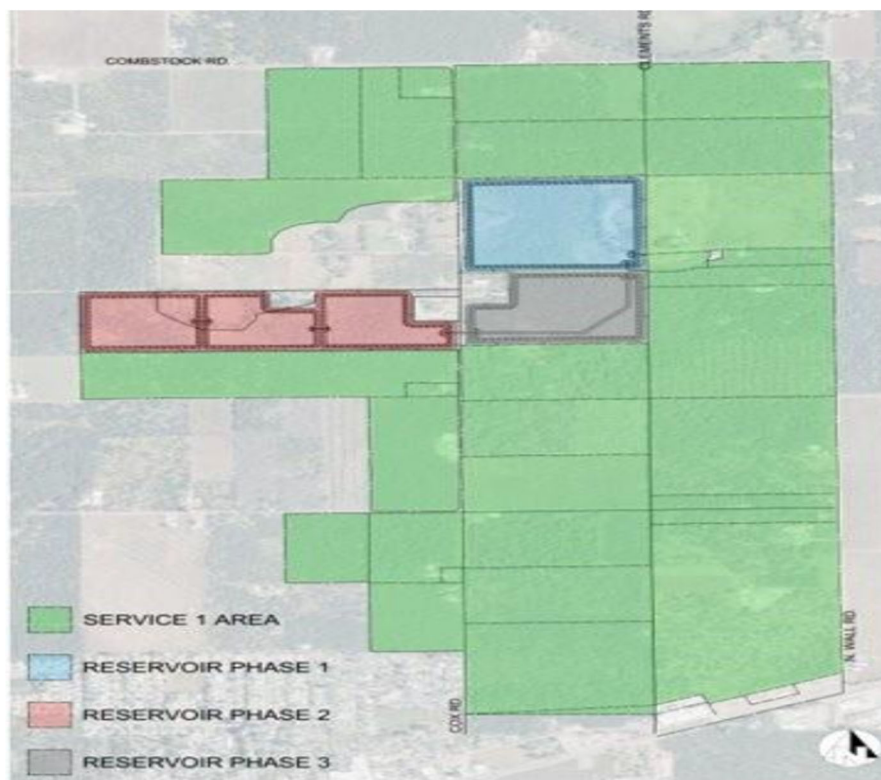 COMBSTOCK RD.
CLEMENTS RD
N. WALL RD
COX RD
SERVICE 1 AREA
RESERVOIR PHASE 1
RESERVOIR PHASE 2
RESERVOIR PHASE 3